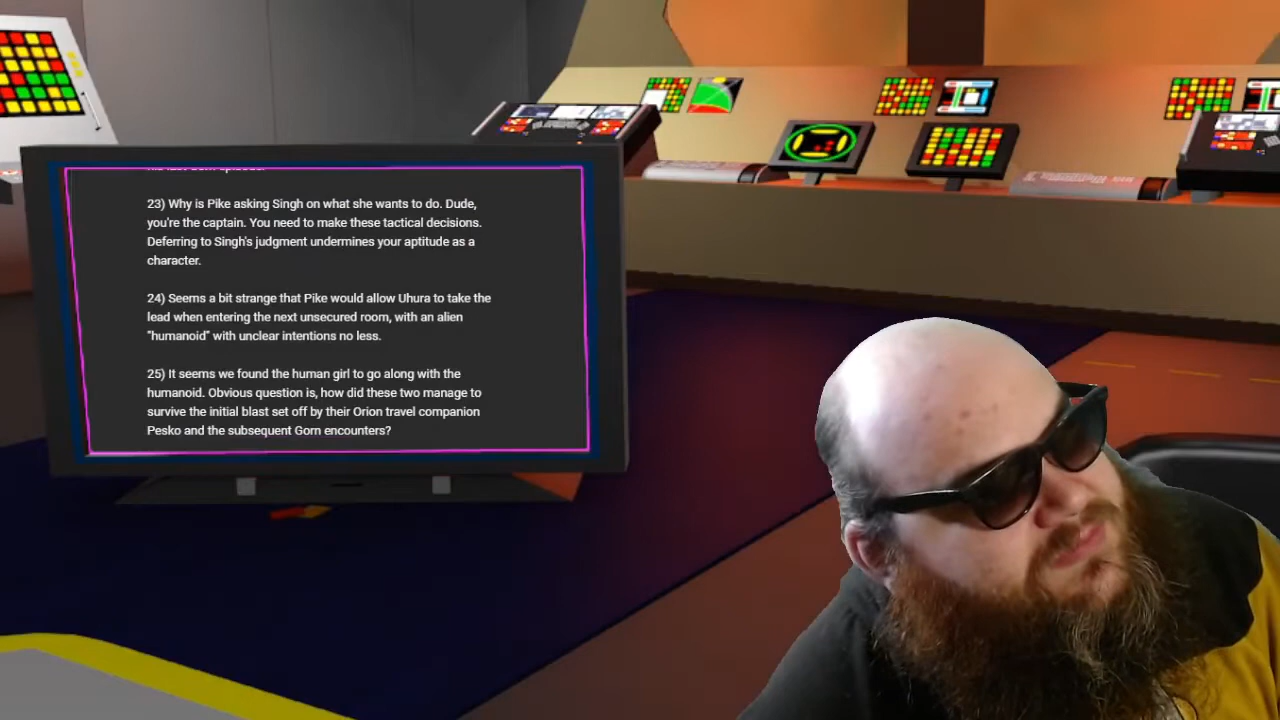 23) Why is Pike asking Singh on what she wants to do. Dude,
you're the captain. You need to make these tactical decisions.
Deferring to Singh's judgment undermines your aptitude as a
character.
24) Seems a bit strange that Pike would allow Uhura to take the
lead when entering the next unsecured room, with an alien
"humanoid" with unclear intentions no less.
25) It seems we found the human girl to go along with the
humanoid. Obvious question is, how did these two manage to
survive the initial blast set off by their Orion travel companion
Pesko and the subsequent Gorn encounters?